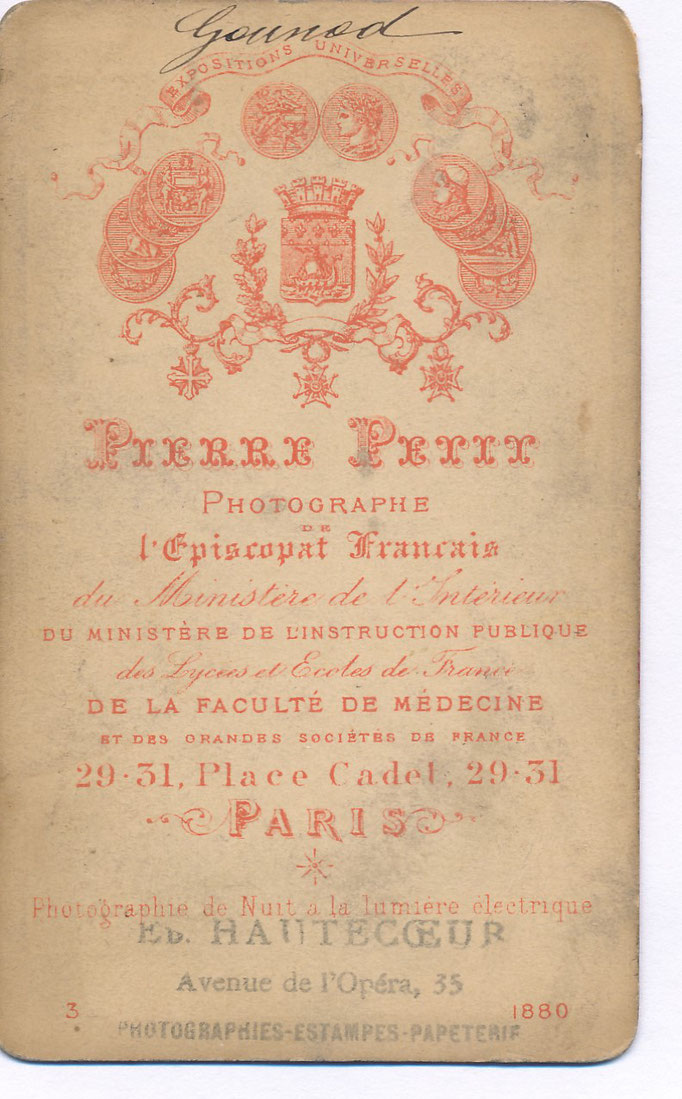 Gounod
EXPOSITIONS UNIVERSELLES
PIERRE PETIT
PHOTOGRAPHE
DE
l'Episcopat Francais
du Ministère de l'Intérieur
DU MINISTÈRE DE L'INSTRUCTION PUBLIQUE
des Lycées et Ecoles de France
DE LA FACULTÉ DE MÉDECINE
ET DES GRANDES SOCIÉTÉS DE FRANCE
29-31, Place Cadet, 29-31
PARIS
Photographie de Nuit à la lumière électrique
ED. HAUTECŒUR
Avenue de l'Opéra, 35
3 1880
PHOTOGRAPHIES-ESTAMPES-PAPETERIE